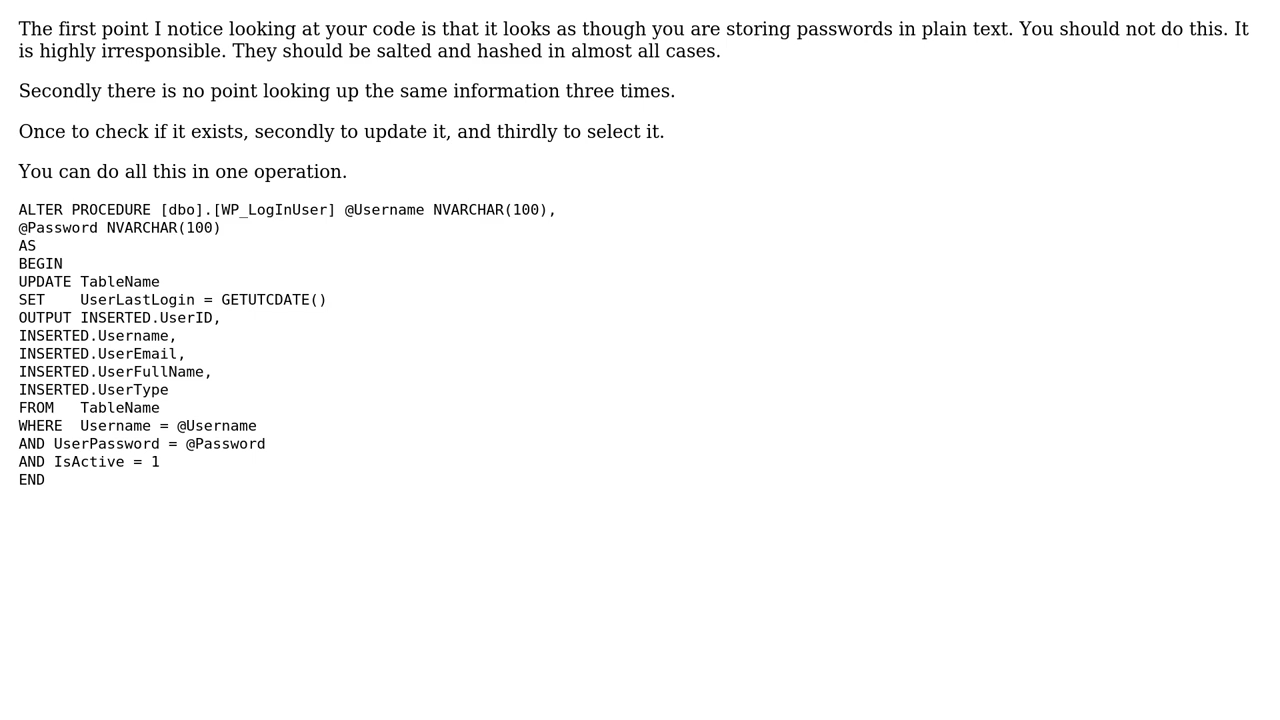 The first point I notice looking at your code is that it looks as though you are storing passwords in plain text. You should not do this. It
is highly irresponsible. They should be salted and hashed in almost all cases.
Secondly there is no point looking up the same information three times.
Once to check if it exists, secondly to update it, and thirdly to select it.
You can do all this in one operation.
ALTER PROCEDURE [dbo].[WP_LogInUser] @Username NVARCHAR(100),
@Password NVARCHAR(100)
AS
BEGIN
UPDATE TableName
SET    UserLastLogin = GETUTCDATE()
OUTPUT INSERTED.UserID,
INSERTED.Username,
INSERTED.UserEmail,
INSERTED.UserFullName,
INSERTED.UserType
FROM   TableName
WHERE  Username = @Username
AND UserPassword = @Password
AND IsActive = 1
END